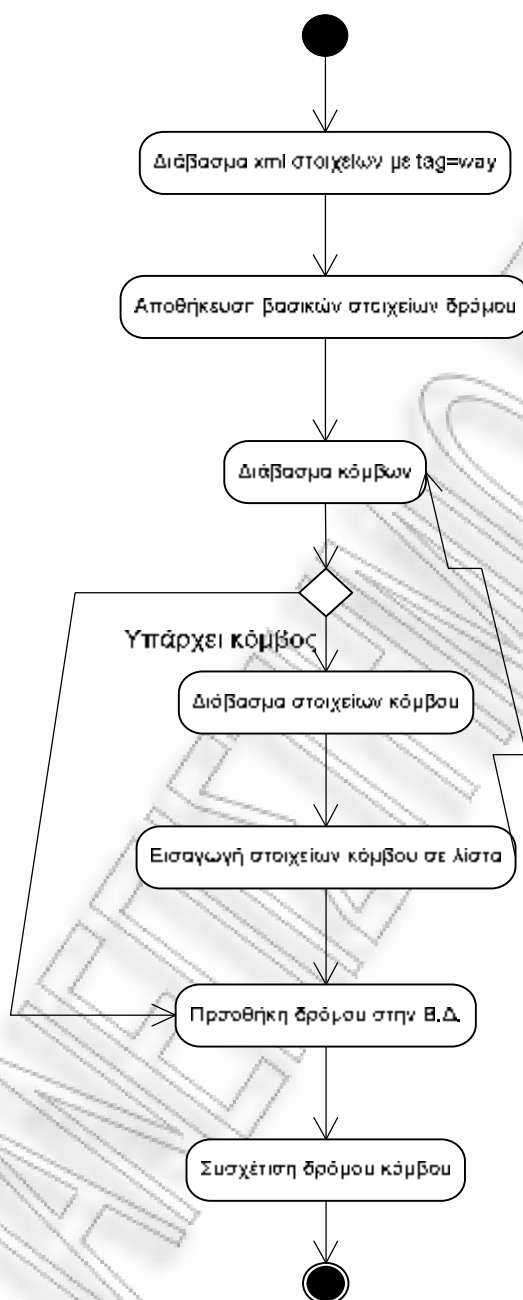 Διάβασμα xml στοιχείων με tag=way
Αποθήκευση βασικών στοιχείων δρόμου
Διάβασμα κόμβων
Υπάρχει κόμβος
Διάβασμα στοιχείων κόμβου
Εισαγωγή στοιχείων κόμβου σε λίστα
Προσθήκη δρόμου στην Β.Δ.
Συσχέτιση δρόμου κόμβου